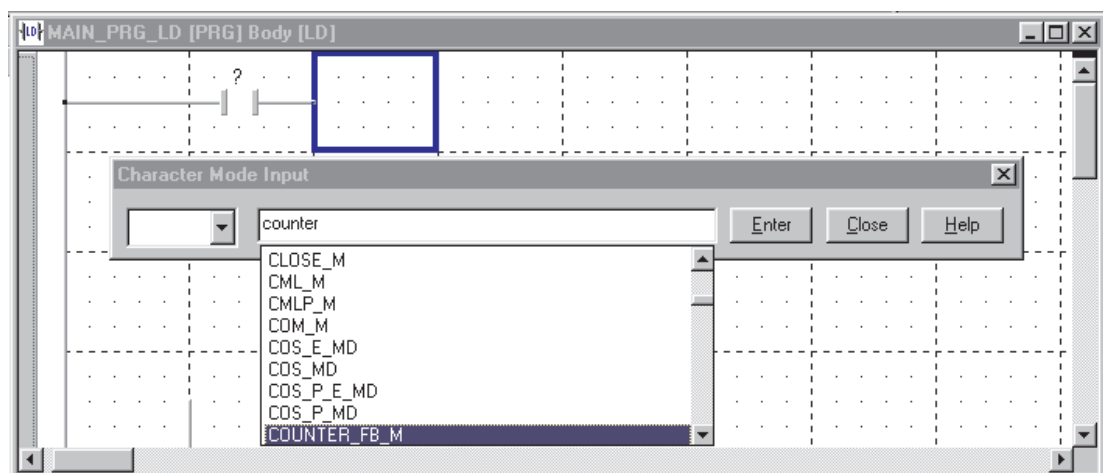 MAIN_PRG_LD [PRG] Body [LD]
?
Character Mode Input
counter
Enter
Close
Help
CLOSE_M
CML_M
CMLP_M
COM_M
COS_E_MD
COS_MD
COS_P_E_MD
COS_P_MD
COUNTER_FB_M